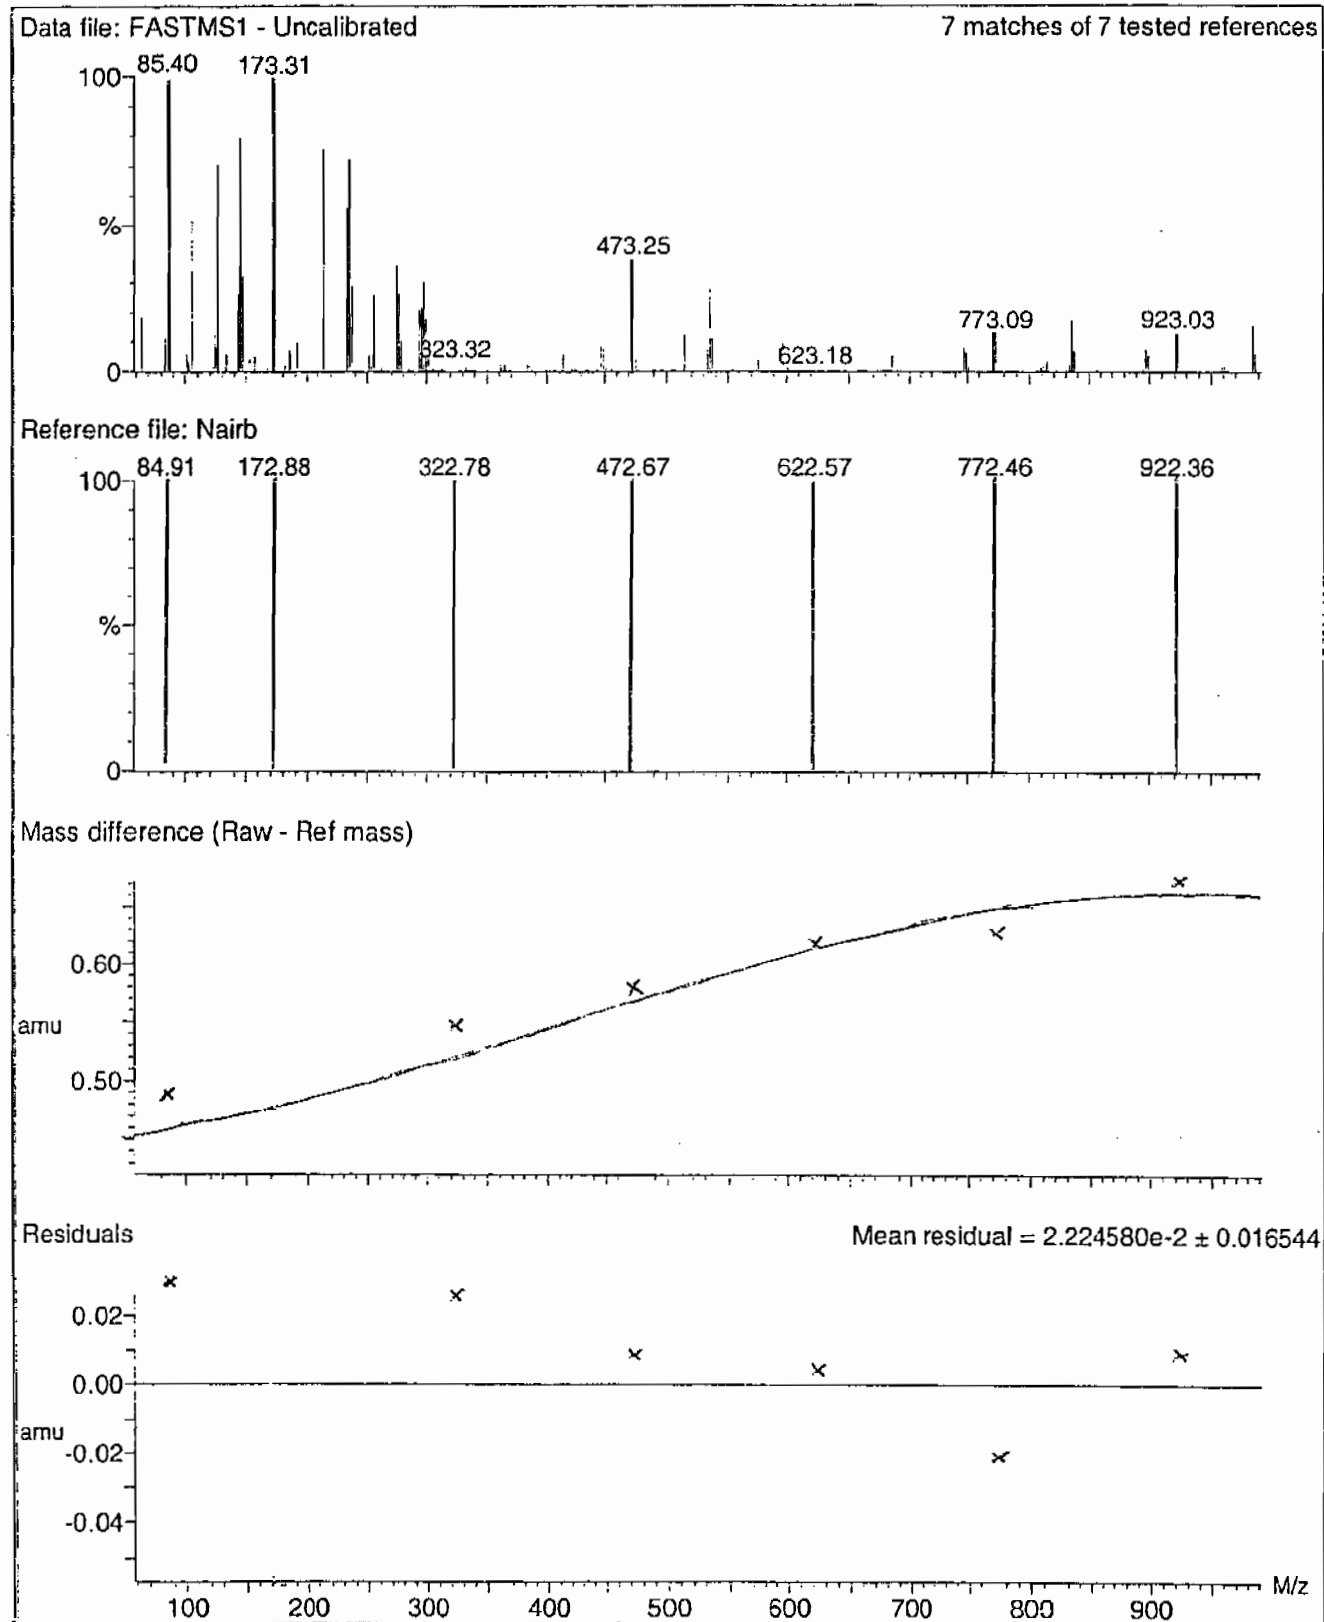 Data file: FASTMS1 - Uncalibrated 7 matches of 7 tested references
85.40 173.31
100
%
473.25
773.09 923.03
323.32 623.18
0
Reference file: Nairb
84.91 172.88 322.78 472.67 622.57 772.46 922.36
100
%
0
Mass difference (Raw - Ref mass)
0.60
amu
0.50
Residuals Mean residual = 2.224580e-2 ± 0.016544
0.02
0.00
amu
-0.02
-0.04
M/z
100 200 300 400 500 600 700 800 900